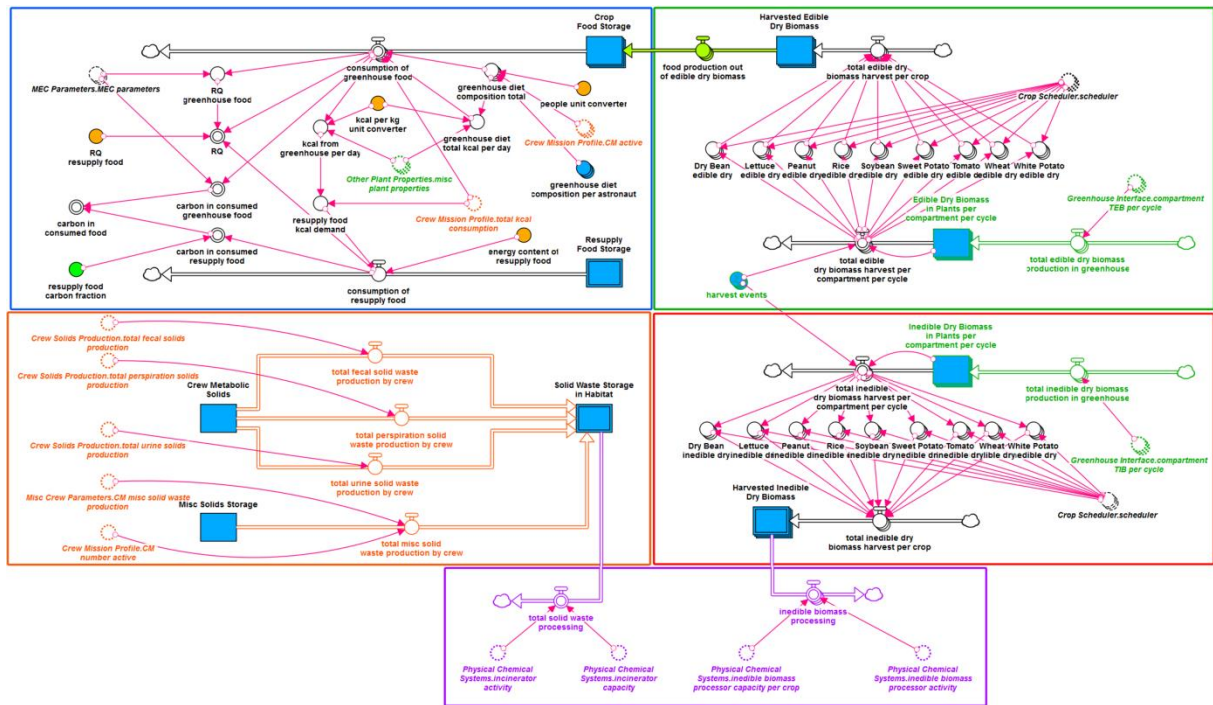 Crop
Food Storage
Harvested Edible
Dry Biomass
consumption of
greenhouse food
food production out
of edible dry biomass
total edible dry
biomass harvest per crop
MEC Parameters.MEC parameters
RQ
greenhouse food
greenhouse diet
composition total
people unit converter
Crop Scheduler.scheduler
kcal per kg
unit converter
RQ
resupply food
RQ
kcal from
greenhouse per day
greenhouse diet
total kcal per day
Crew Mission Profile.CM active
Dry Bean
edible dry
Lettuce
edible dry
Peanut
edible dry
Rice
edible dry
Soybean
edible dry
Sweet Potato
edible dry
Tomato
edible dry
Wheat
edible dry
White Potato
edible dry
Other Plant Properties.misc
plant properties
greenhouse diet
composition per astronaut
carbon in consumed
greenhouse food
Edible Dry Biomass
in Plants per
compartment per cycle
Greenhouse Interface.compartment
TEB per cycle
carbon in
consumed food
resupply food
kcal demand
Crew Mission Profile.total kcal
consumption
carbon in consumed
resupply food
energy content of
resupply food
Resupply
Food Storage
total edible
dry biomass harvest per
compartment per cycle
total edible dry biomass
production in greenhouse
resupply food
carbon fraction
consumption of
resupply food
harvest events
Crew Solids Production.total fecal solids
production
Inedible Dry Biomass
in Plants per
compartment per cycle
total fecal solid waste
production by crew
Crew Solids Production.total perspiration solids
production
Crew Metabolic
Solids
Solid Waste Storage
in Habitat
total inedible
dry biomass harvest per
compartment per cycle
total inedible dry biomass
production in greenhouse
total perspiration solid
waste production by crew
Crew Solids Production.total urine solids
production
Dry Bean
inedible dry
Lettuce
inedible dry
Peanut
inedible dry
Rice
inedible dry
Soybean
inedible dry
Sweet Potato
inedible dry
Tomato
inedible dry
Wheat
inedible dry
White Potato
inedible dry
Greenhouse Interface.compartment
TIB per cycle
total urine solid waste
production by crew
Misc Crew Parameters.CM misc solid waste
production
Misc Solids Storage
Harvested Inedible
Dry Biomass
Crop Scheduler.scheduler
Crew Mission Profile.CM
number active
total misc solid
waste production by crew
total inedible dry
biomass harvest per crop
total solid waste
processing
inedible biomass
processing
Physical Chemical
Systems.incinerator
activity
Physical Chemical
Systems.incinerator
capacity
Physical Chemical
Systems.inedible biomass
processor capacity per crop
Physical Chemical
Systems.inedible biomass
processor activity